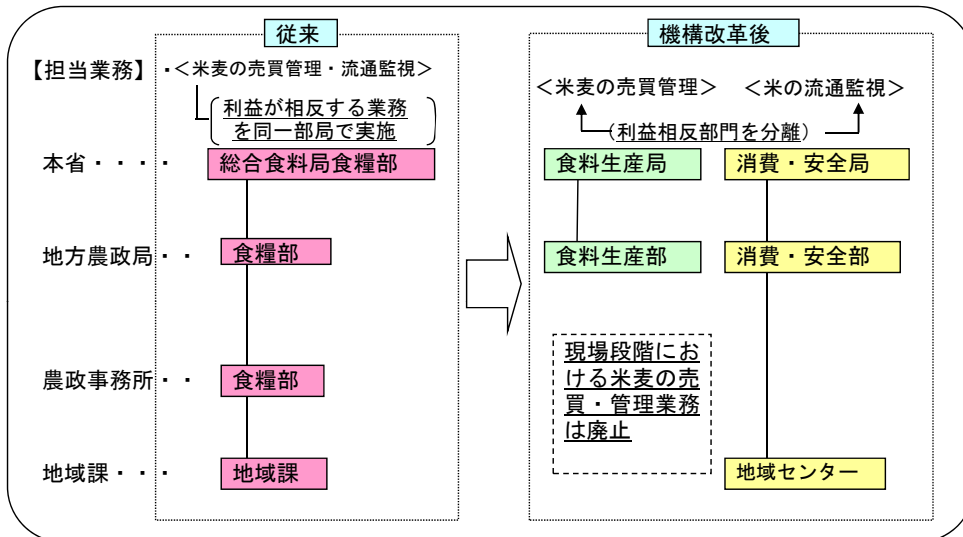 従来
【担当業務】・<米麦の売買管理・流通監視>
利益が相反する業務
を同一部局で実施
本省・・・・
総合食料局食糧部
地方農政局・・
食糧部
農政事務所・・
食糧部
地域課・・・
地域課
機構改革後
<米麦の売買管理>
<米の流通監視>
(利益相反部門を分離)
食料生産局
消費・安全局
食料生産部
消費・安全部
現場段階にお
ける米麦の売
買・管理業務
は廃止
地域センター